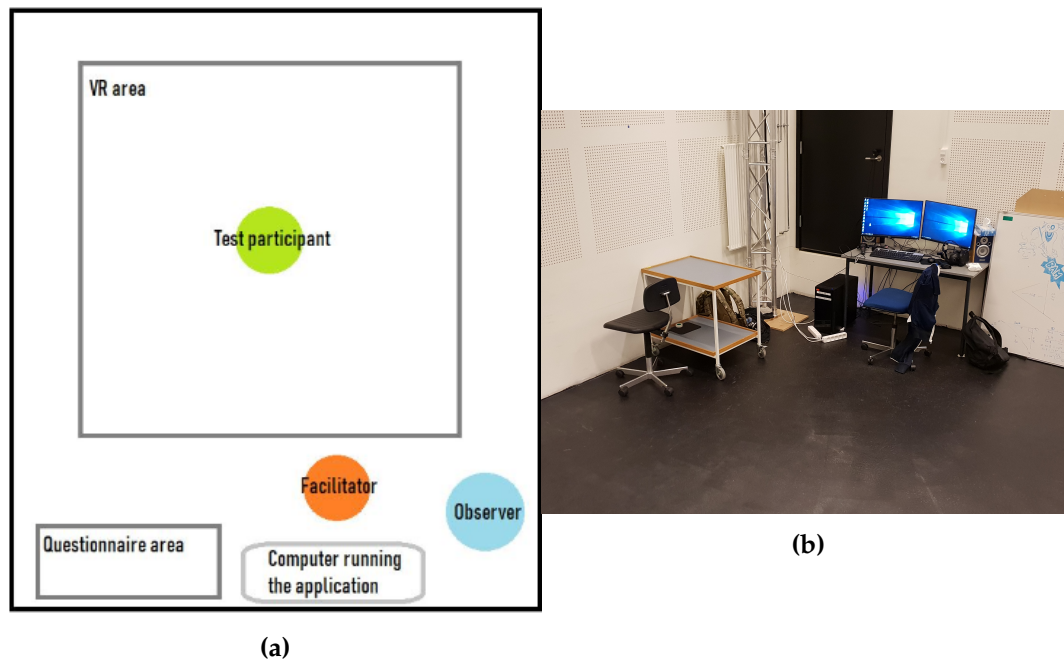 VR area
Test participant
Facilitator
Observer
Questionnaire area
Computer running
the application
(a)
(b)